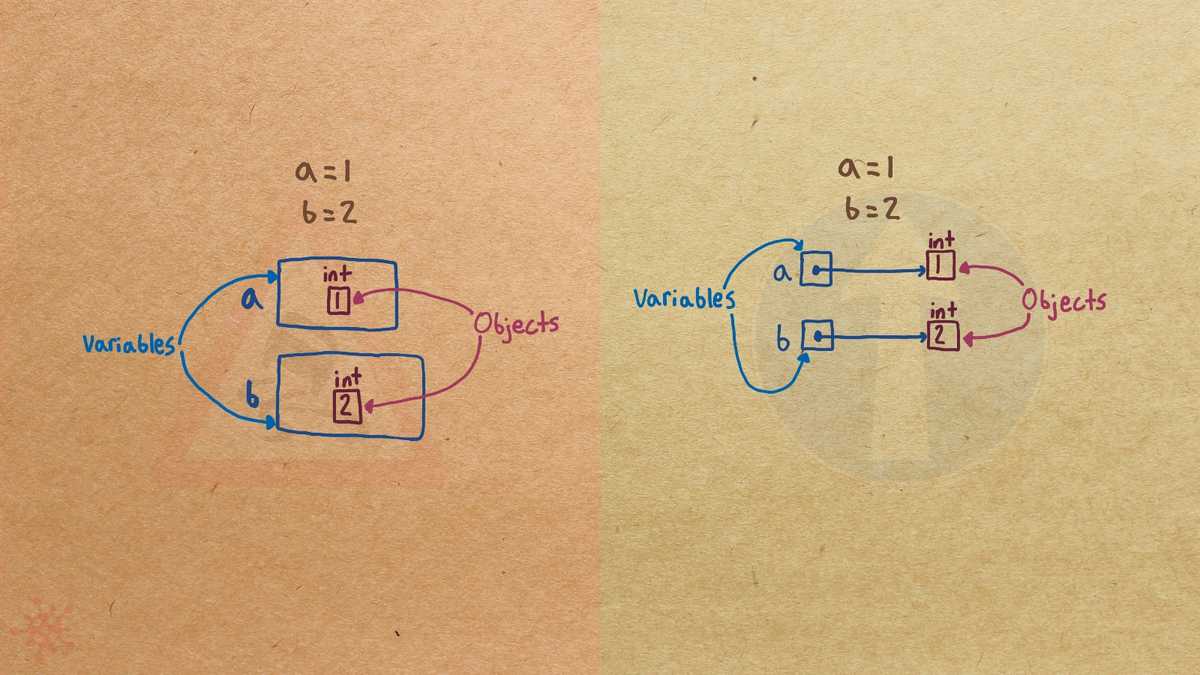 a=1
b=2
int
1
a
Objects
Variables
int
b
2
a=1
b=2
int
a
1
Variables
Objects
int
b
2